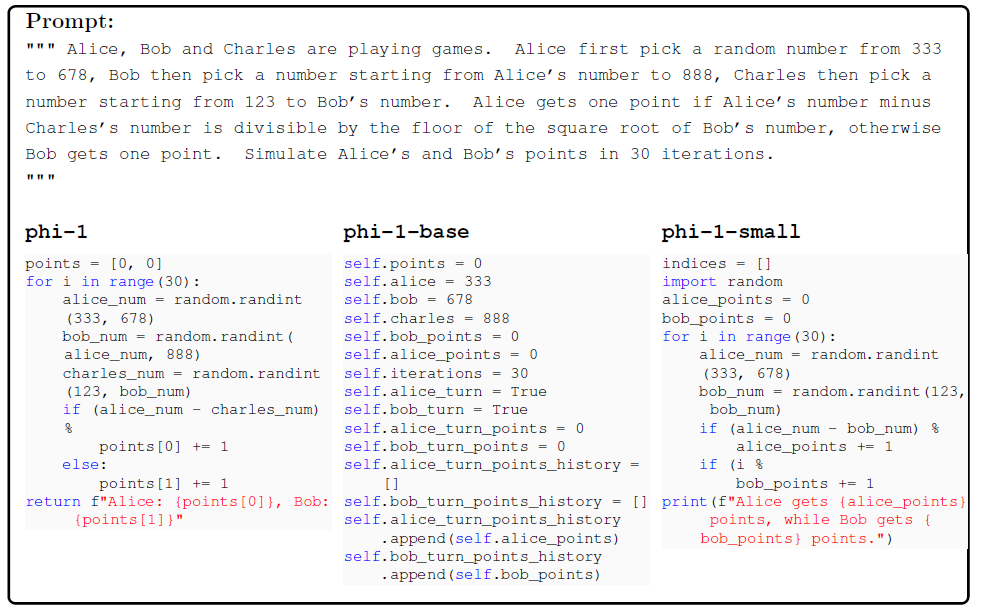 Prompt:
""" Alice, Bob and Charles are playing games.  Alice first pick a random number from 333
to 678, Bob then pick a number starting from Alice’s number to 888, Charles then pick a
number starting from 123 to Bob’s number.  Alice gets one point if Alice’s number minus
Charles’s number is divisible by the floor of the square root of Bob’s number, otherwise
Bob gets one point.  Simulate Alice’s and Bob’s points in 30 iterations.
"""
phi-1
points = [0, 0]
for i in range(30):
    alice_num = random.randint
    (333, 678)
    bob_num = random.randint(
    alice_num, 888)
    charles_num = random.randint
    (123, bob_num)
    if (alice_num - charles_num)
    %
        points[0] += 1
    else:
        points[1] += 1
return f"Alice: {points[0]}, Bob:
     {points[1]}"
phi-1-base
self.points = 0
self.alice = 333
self.bob = 678
self.charles = 888
self.bob_points = 0
self.alice_points = 0
self.iterations = 30
self.alice_turn = True
self.bob_turn = True
self.alice_turn_points = 0
self.bob_turn_points = 0
self.alice_turn_points_history =
    []
self.bob_turn_points_history = []
self.alice_turn_points_history
    .append(self.alice_points)
self.bob_turn_points_history
    .append(self.bob_points)
phi-1-small
indices = []
import random
alice_points = 0
bob_points = 0
for i in range(30):
    alice_num = random.randint
    (333, 678)
    bob_num = random.randint(123,
     bob_num)
    if (alice_num - bob_num) %
        alice_points += 1
    if (i %
        bob_points += 1
print(f"Alice gets {alice_points}
     points, while Bob gets {
    bob_points} points.")